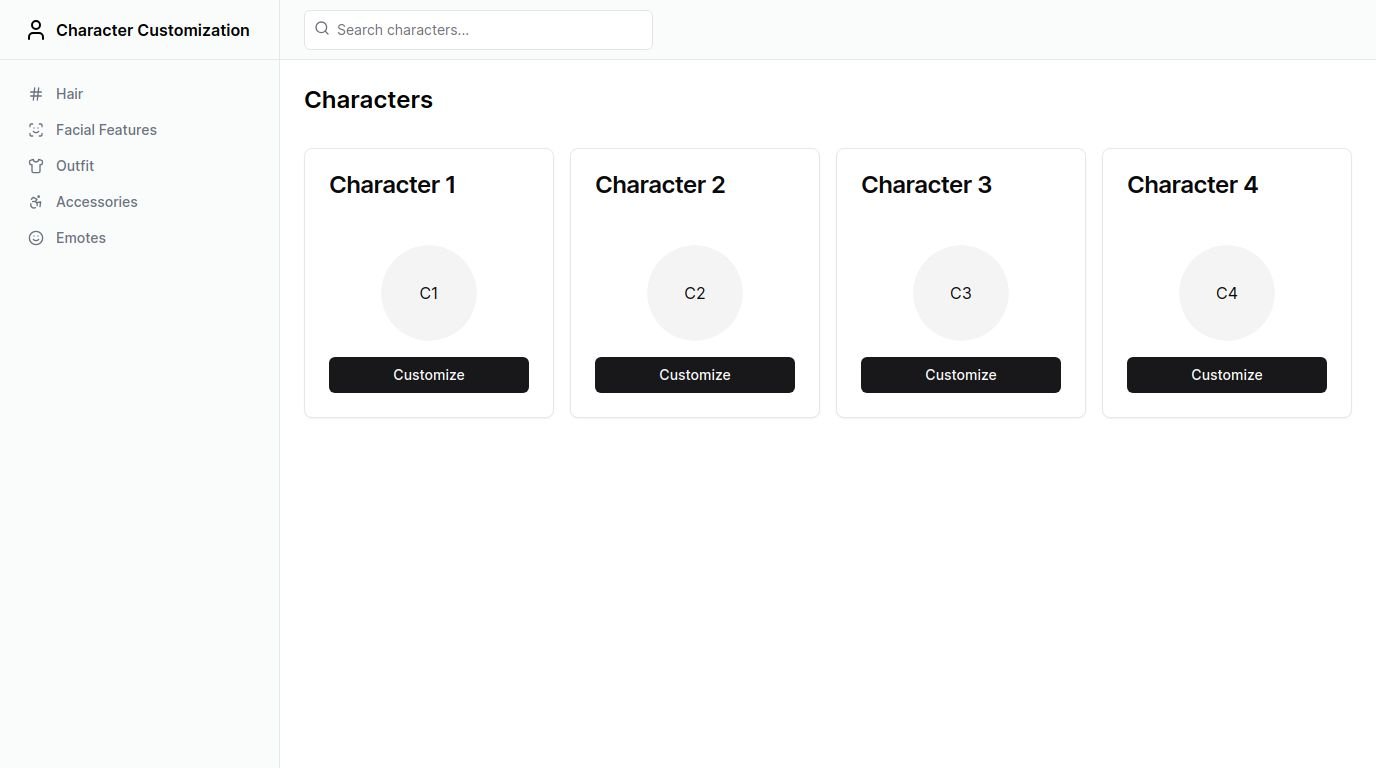 Character Customization
Search characters...
Hair
Facial Features
Outfit
Accessories
Emotes
Characters
Character 1
C1
Customize
Character 2
C2
Customize
Character 3
C3
Customize
Character 4
C4
Customize